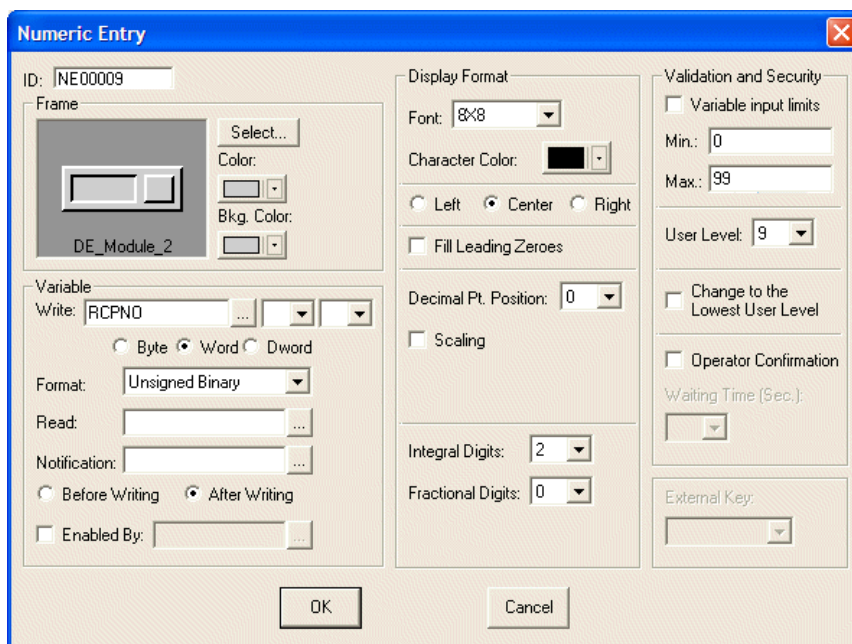 Numeric Entry
ID: NE00009
Frame
Select...
Color:
Bkg. Color:
DE_Module_2
Variable
Write: RCPNO ...
Byte Word Dword
Format: Unsigned Binary
Read: ...
Notification: ...
Before Writing After Writing
Enabled By: ...
Display Format
Font: 8X8
Character Color:
Left Center Right
Fill Leading Zeroes
Decimal Pt. Position: 0
Scaling
Integral Digits: 2
Fractional Digits: 0
Validation and Security
Variable input limits
Min.: 0
Max.: 99
User Level: 9
Change to the
Lowest User Level
Operator Confirmation
Waiting Time (Sec.):
External Key:
OK Cancel